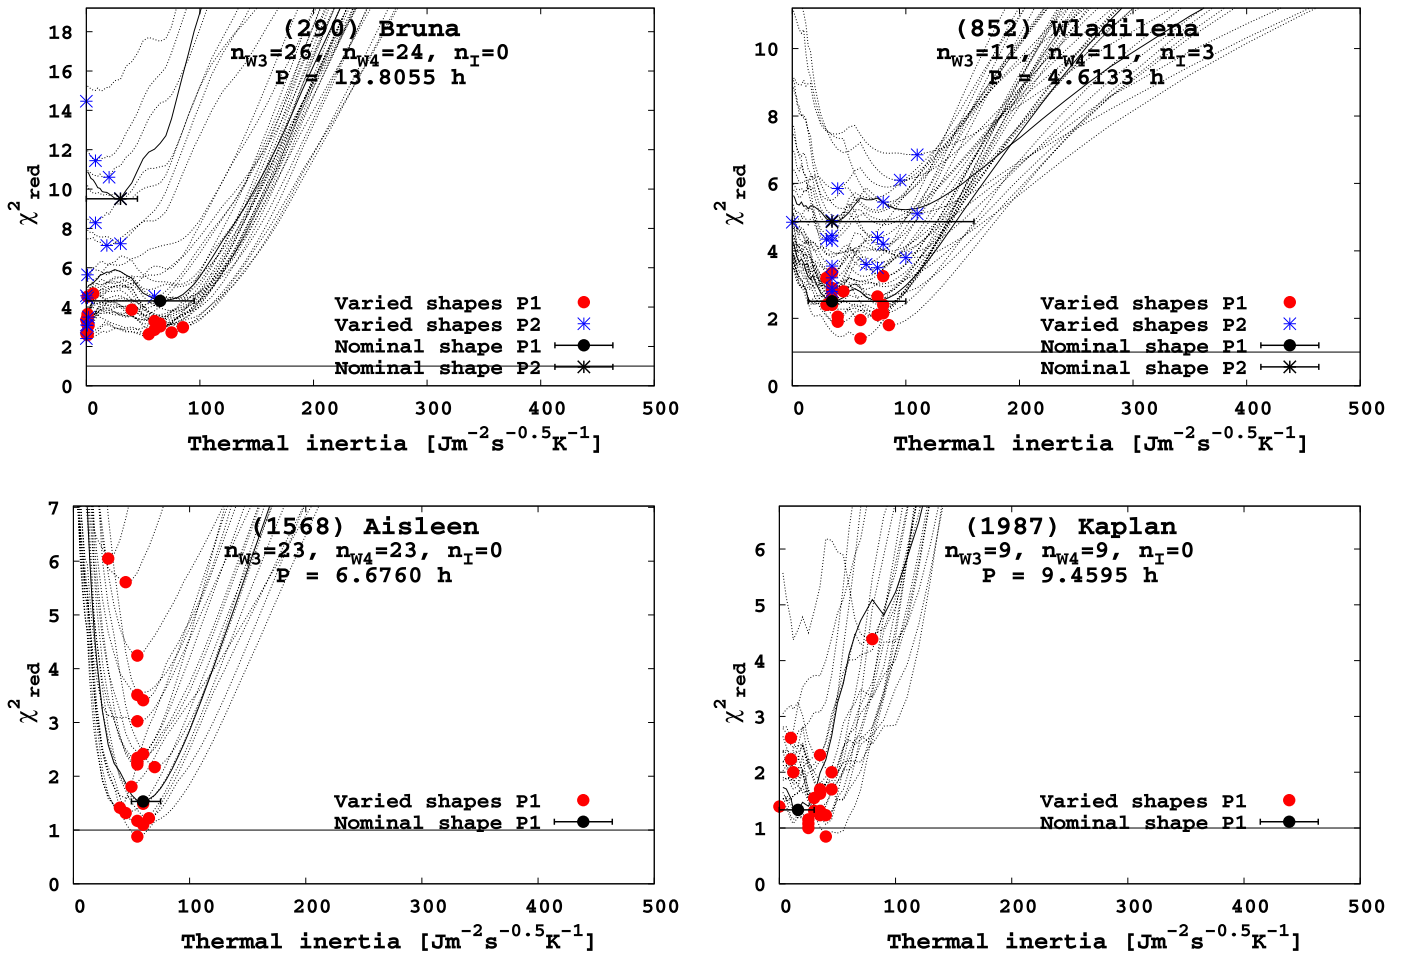 (290) Bruna
n_W3=26, n_W4=24, n_I=0
P = 13.8055 h
χ²_red
18
16
14
12
10
8
6
4
2
0
Varied shapes P1
Varied shapes P2
Nominal shape P1
Nominal shape P2
0 100 200 300 400 500
Thermal inertia [Jm⁻²s⁻⁰·⁵K⁻¹]
(852) Wladilena
n_W3=11, n_W4=11, n_I=3
P = 4.6133 h
χ²_red
10
8
6
4
2
0
Varied shapes P1
Varied shapes P2
Nominal shape P1
Nominal shape P2
0 100 200 300 400 500
Thermal inertia [Jm⁻²s⁻⁰·⁵K⁻¹]
(1568) Aisleen
n_W3=23, n_W4=23, n_I=0
P = 6.6760 h
χ²_red
7
6
5
4
3
2
1
0
Varied shapes P1
Nominal shape P1
0 100 200 300 400 500
Thermal inertia [Jm⁻²s⁻⁰·⁵K⁻¹]
(1987) Kaplan
n_W3=9, n_W4=9, n_I=0
P = 9.4595 h
χ²_red
6
5
4
3
2
1
0
Varied shapes P1
Nominal shape P1
0 100 200 300 400 500
Thermal inertia [Jm⁻²s⁻⁰·⁵K⁻¹]